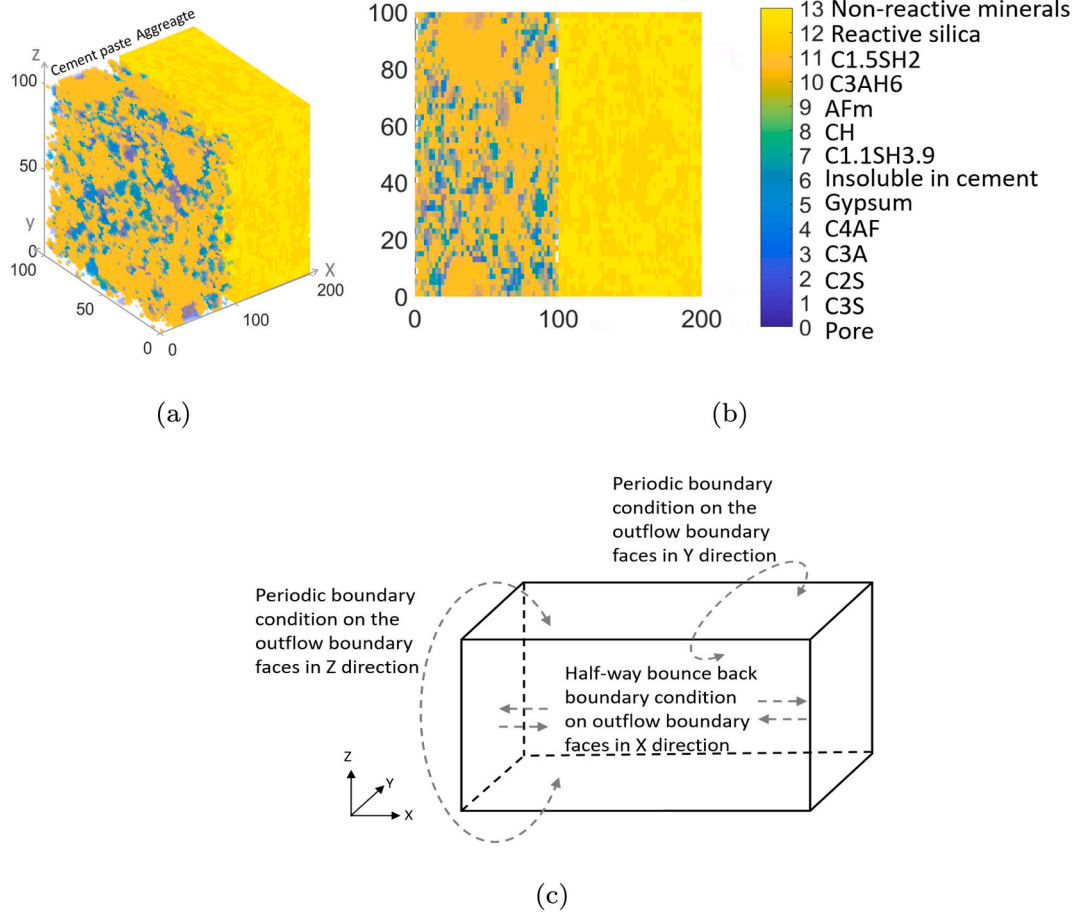 Cement paste Aggreagte
Z
100
50
y
0
100
50
0 0
100
200
X
(a)
100
80
60
40
20
0
0 100 200
(b)
13 Non-reactive minerals
12 Reactive silica
11 C1.5SH2
10 C3AH6
9 AFm
8 CH
7 C1.1SH3.9
6 Insoluble in cement
5 Gypsum
4 C4AF
3 C3A
2 C2S
1 C3S
0 Pore
Periodic boundary
condition on the
outflow boundary
faces in Y direction
Periodic boundary
condition on the
outflow boundary
faces in Z direction
Half-way bounce back
boundary condition
on outflow boundary
faces in X direction
Z
Y
X
(c)